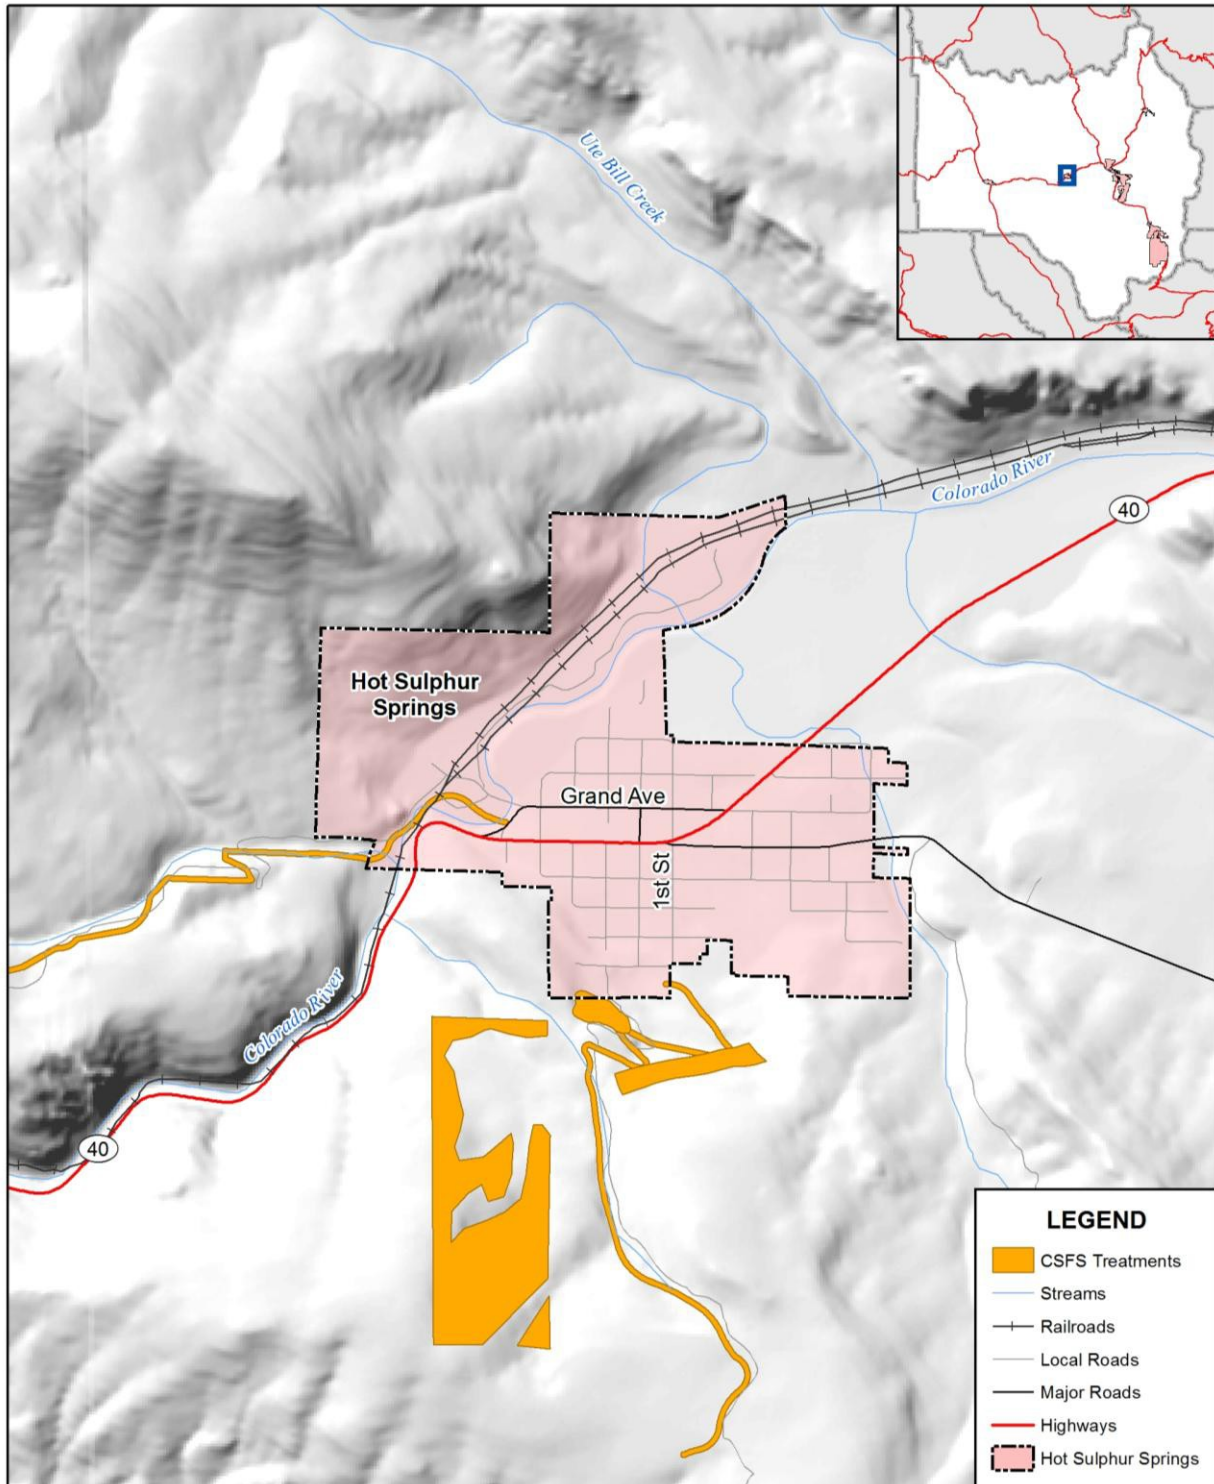 Ute Bill Creek
Colorado River
40
Hot Sulphur
Springs
Grand Ave
1st St
Colorado River
40
LEGEND
CSFS Treatments
Streams
Railroads
Local Roads
Major Roads
Highways
Hot Sulphur Springs